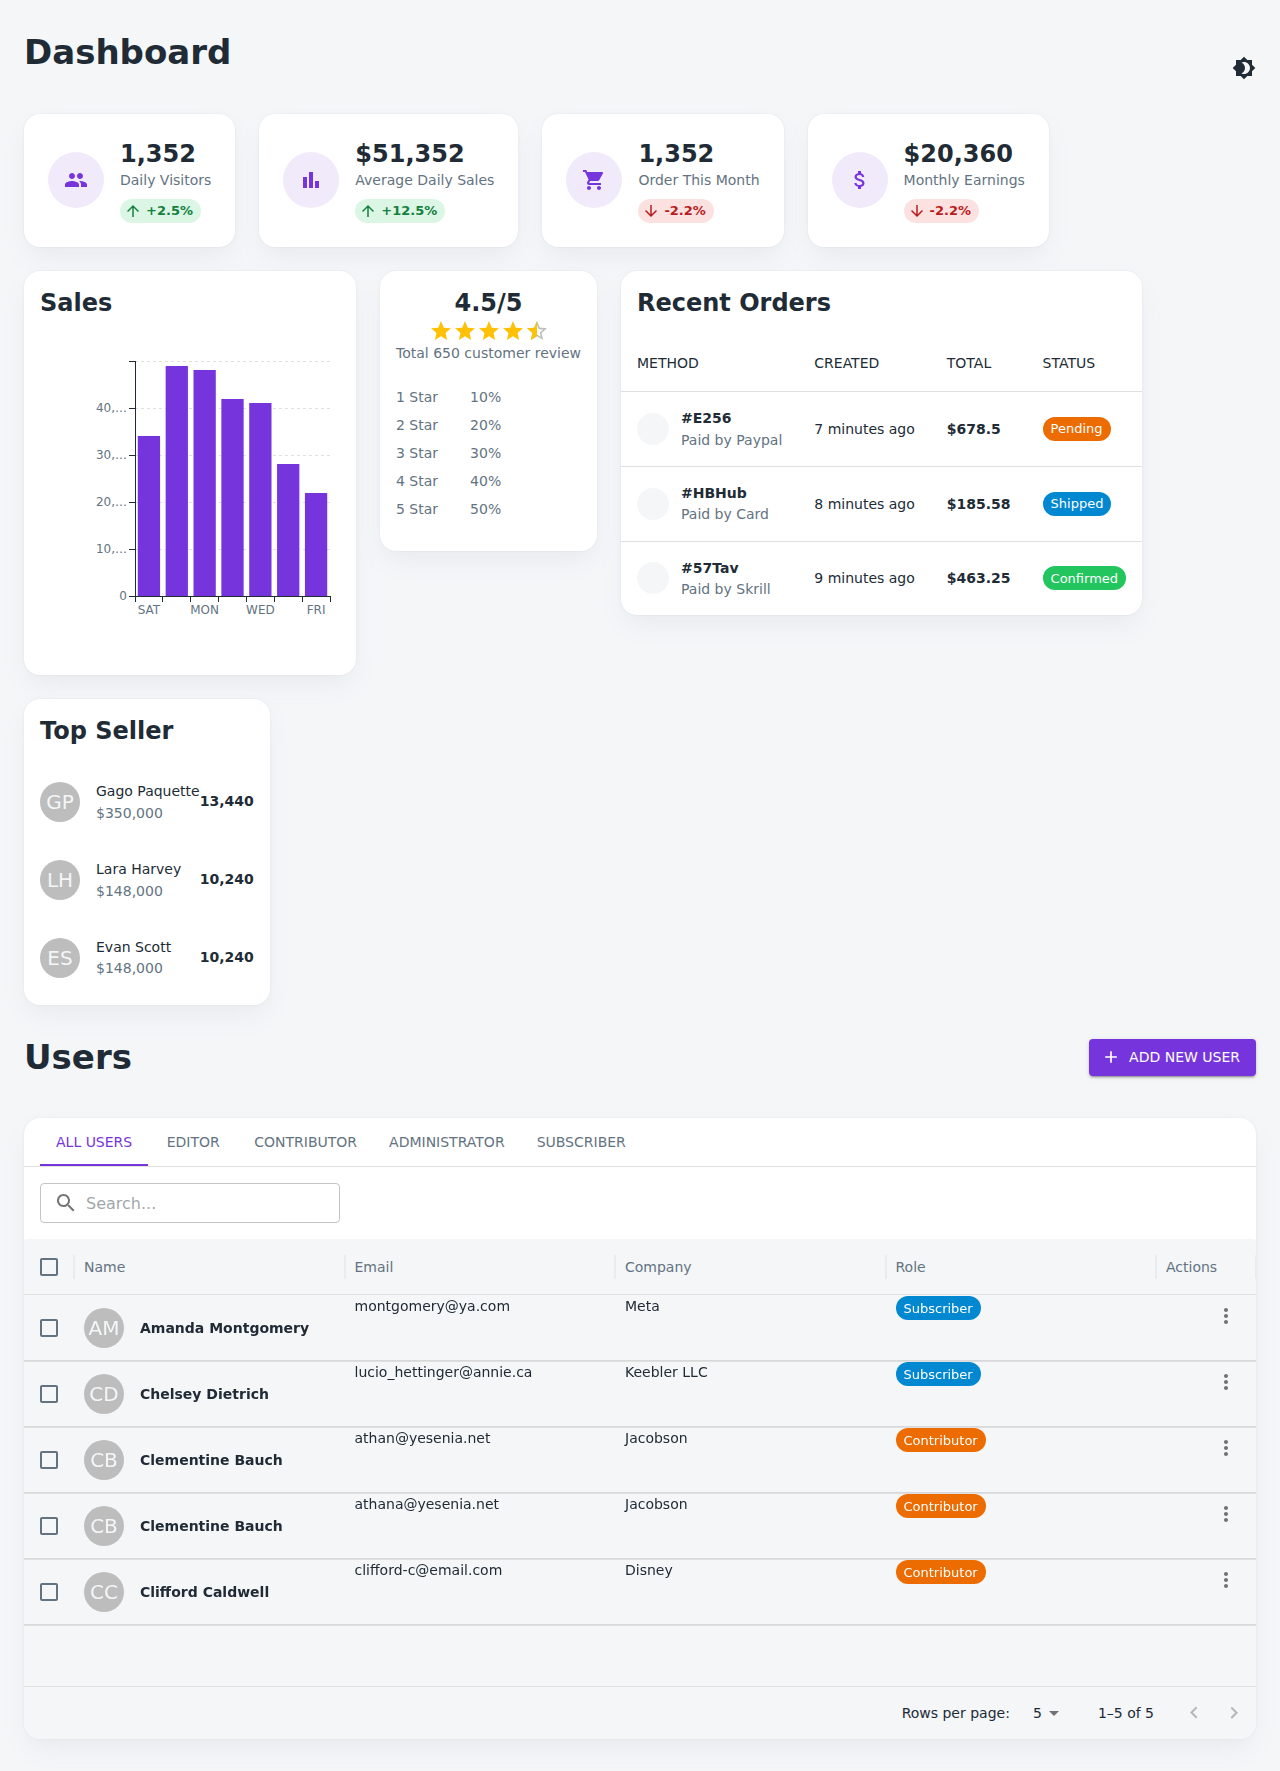 Dashboard
1,352
Daily Visitors
+2.5%
$51,352
Average Daily Sales
+12.5%
1,352
Order This Month
-2.2%
$20,360
Monthly Earnings
-2.2%
Sales
40,...
30,...
20,...
10,...
0
SAT MON WED FRI
4.5/5
Total 650 customer review
1 Star 10%
2 Star 20%
3 Star 30%
4 Star 40%
5 Star 50%
Recent Orders
METHOD CREATED TOTAL STATUS
#E256
Paid by Paypal
7 minutes ago $678.5 Pending
#HBHub
Paid by Card
8 minutes ago $185.58 Shipped
#57Tav
Paid by Skrill
9 minutes ago $463.25 Confirmed
Top Seller
GP Gago Paquette
$350,000
13,440
LH Lara Harvey
$148,000
10,240
ES Evan Scott
$148,000
10,240
Users
ADD NEW USER
ALL USERS EDITOR CONTRIBUTOR ADMINISTRATOR SUBSCRIBER
Search...
Name Email Company Role Actions
AM Amanda Montgomery montgomery@ya.com Meta Subscriber
CD Chelsey Dietrich lucio_hettinger@annie.ca Keebler LLC Subscriber
CB Clementine Bauch athan@yesenia.net Jacobson Contributor
CB Clementine Bauch athana@yesenia.net Jacobson Contributor
CC Clifford Caldwell clifford-c@email.com Disney Contributor
Rows per page: 5 1–5 of 5